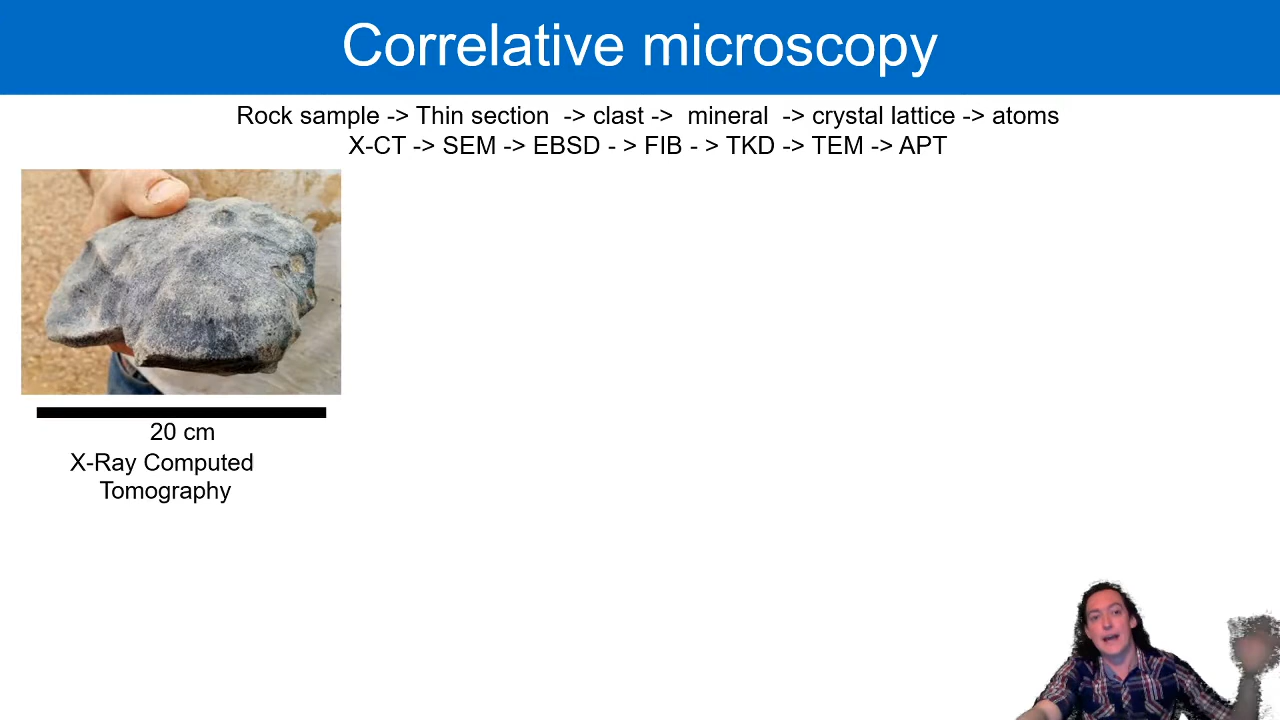 Correlative microscopy
Rock sample -> Thin section -> clast -> mineral -> crystal lattice -> atoms
X-CT -> SEM -> EBSD - > FIB - > TKD -> TEM -> APT
20 cm
X-Ray Computed
Tomography